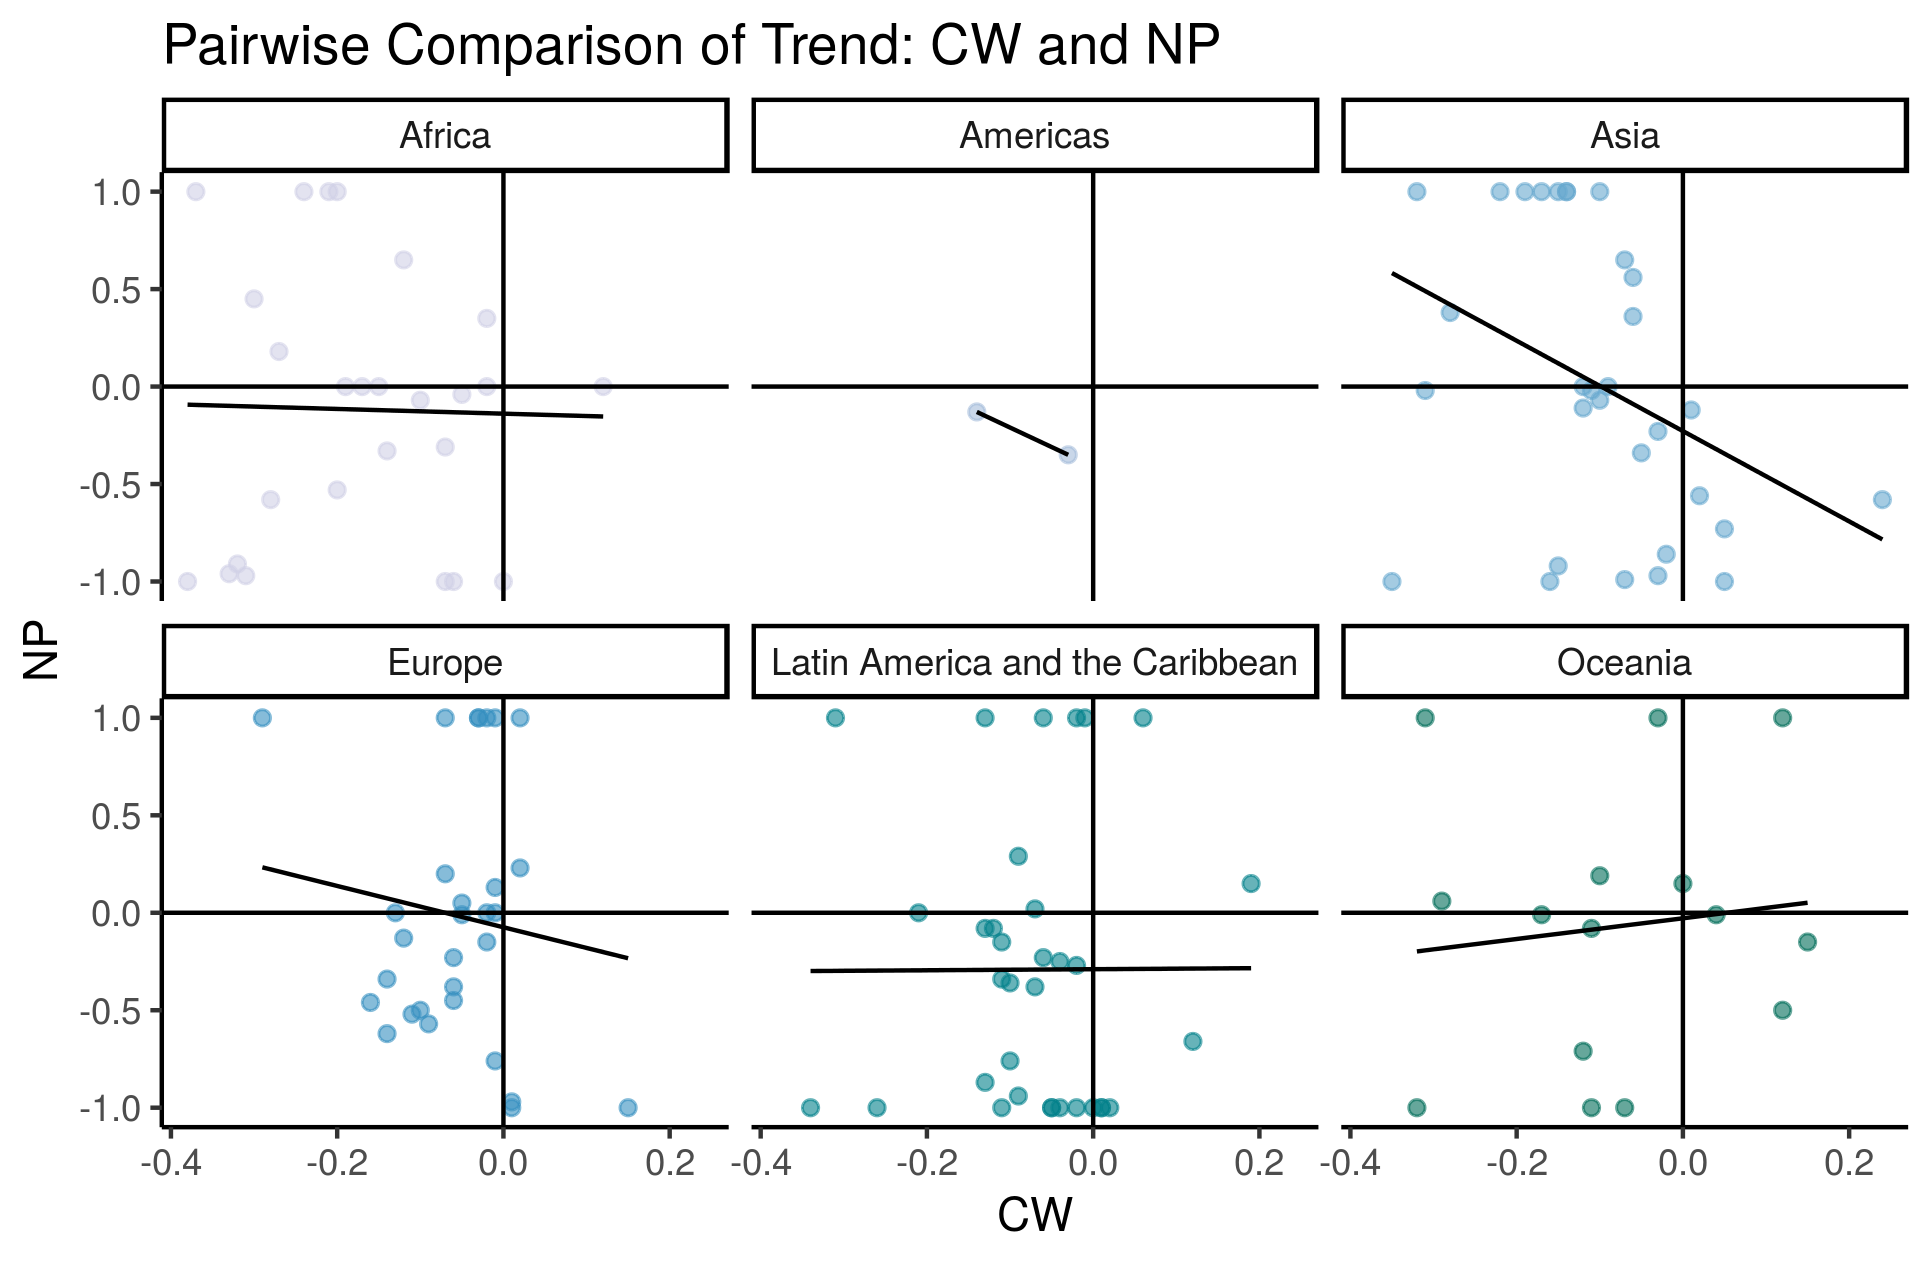 Pairwise Comparison of Trend: CW and NP
Africa
Americas
Asia
1.0
0.5
0.0
-0.5
-1.0
NP
Europe
Latin America and the Caribbean
Oceania
1.0
0.5
0.0
-0.5
-1.0
-0.4 -0.2 0.0 0.2 -0.4 -0.2 0.0 0.2 -0.4 -0.2 0.0 0.2
CW